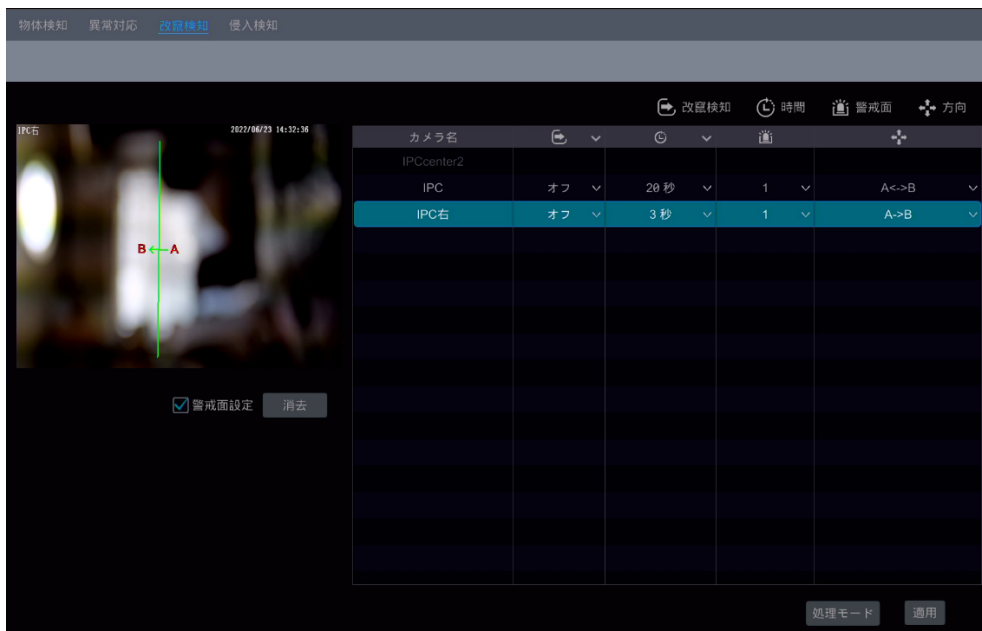 物体検知 異常対応 改竄検知 侵入検知
改竄検知 時間 警戒面 方向
IPC右 2022/06/23 14:32:36
カメラ名
IPCcenter2
IPC オフ 20 秒 1 A<->B
IPC右 オフ 3 秒 1 A->B
B A
警戒面設定 消去
処理モード 適用